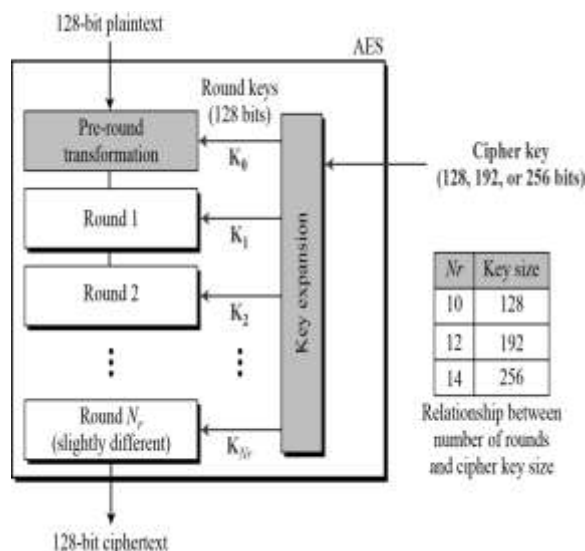 128-bit plaintext
AES
Round keys
(128 bits)
Pre-round
transformation
K0
Cipher key
(128, 192, or 256 bits)
Round 1
K1
Round 2
K2
Key expansion
Nr Key size
10 128
12 192
14 256
Relationship between
number of rounds
and cipher key size
Round Nr
(slightly different)
KNr
128-bit ciphertext